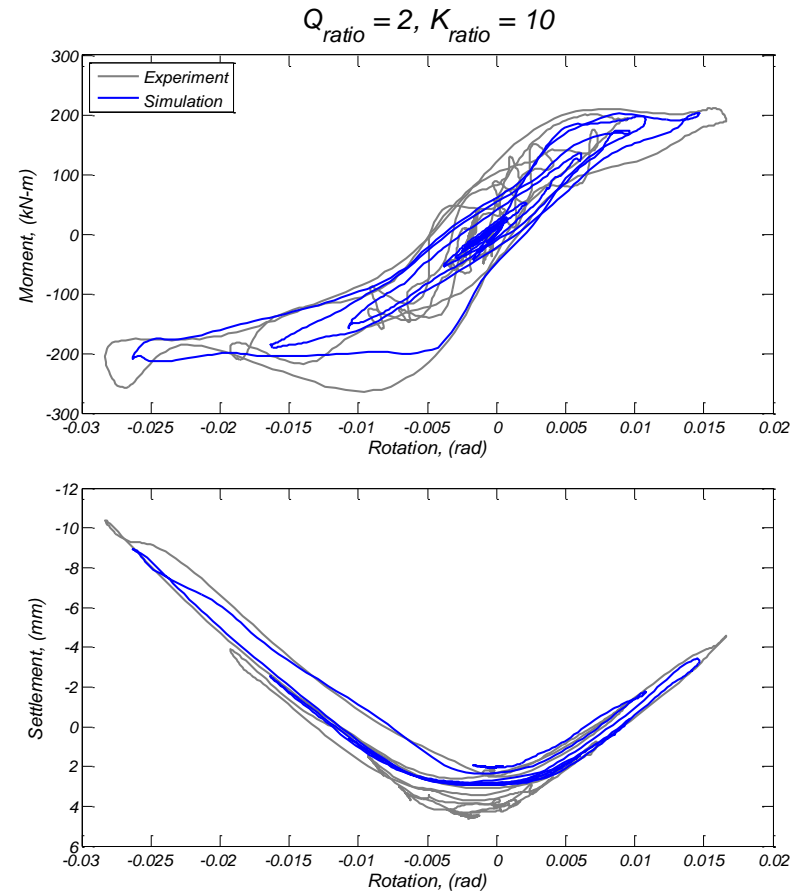 Q_ratio = 2, K_ratio = 10
300
200
100
0
-100
-200
-300
Moment, (kN-m)
Experiment
Simulation
-0.03 -0.025 -0.02 -0.015 -0.01 -0.005 0 0.005 0.01 0.015 0.02
Rotation, (rad)
-12
-10
-8
-6
-4
-2
0
2
4
6
Settlement, (mm)
-0.03 -0.025 -0.02 -0.015 -0.01 -0.005 0 0.005 0.01 0.015 0.02
Rotation, (rad)